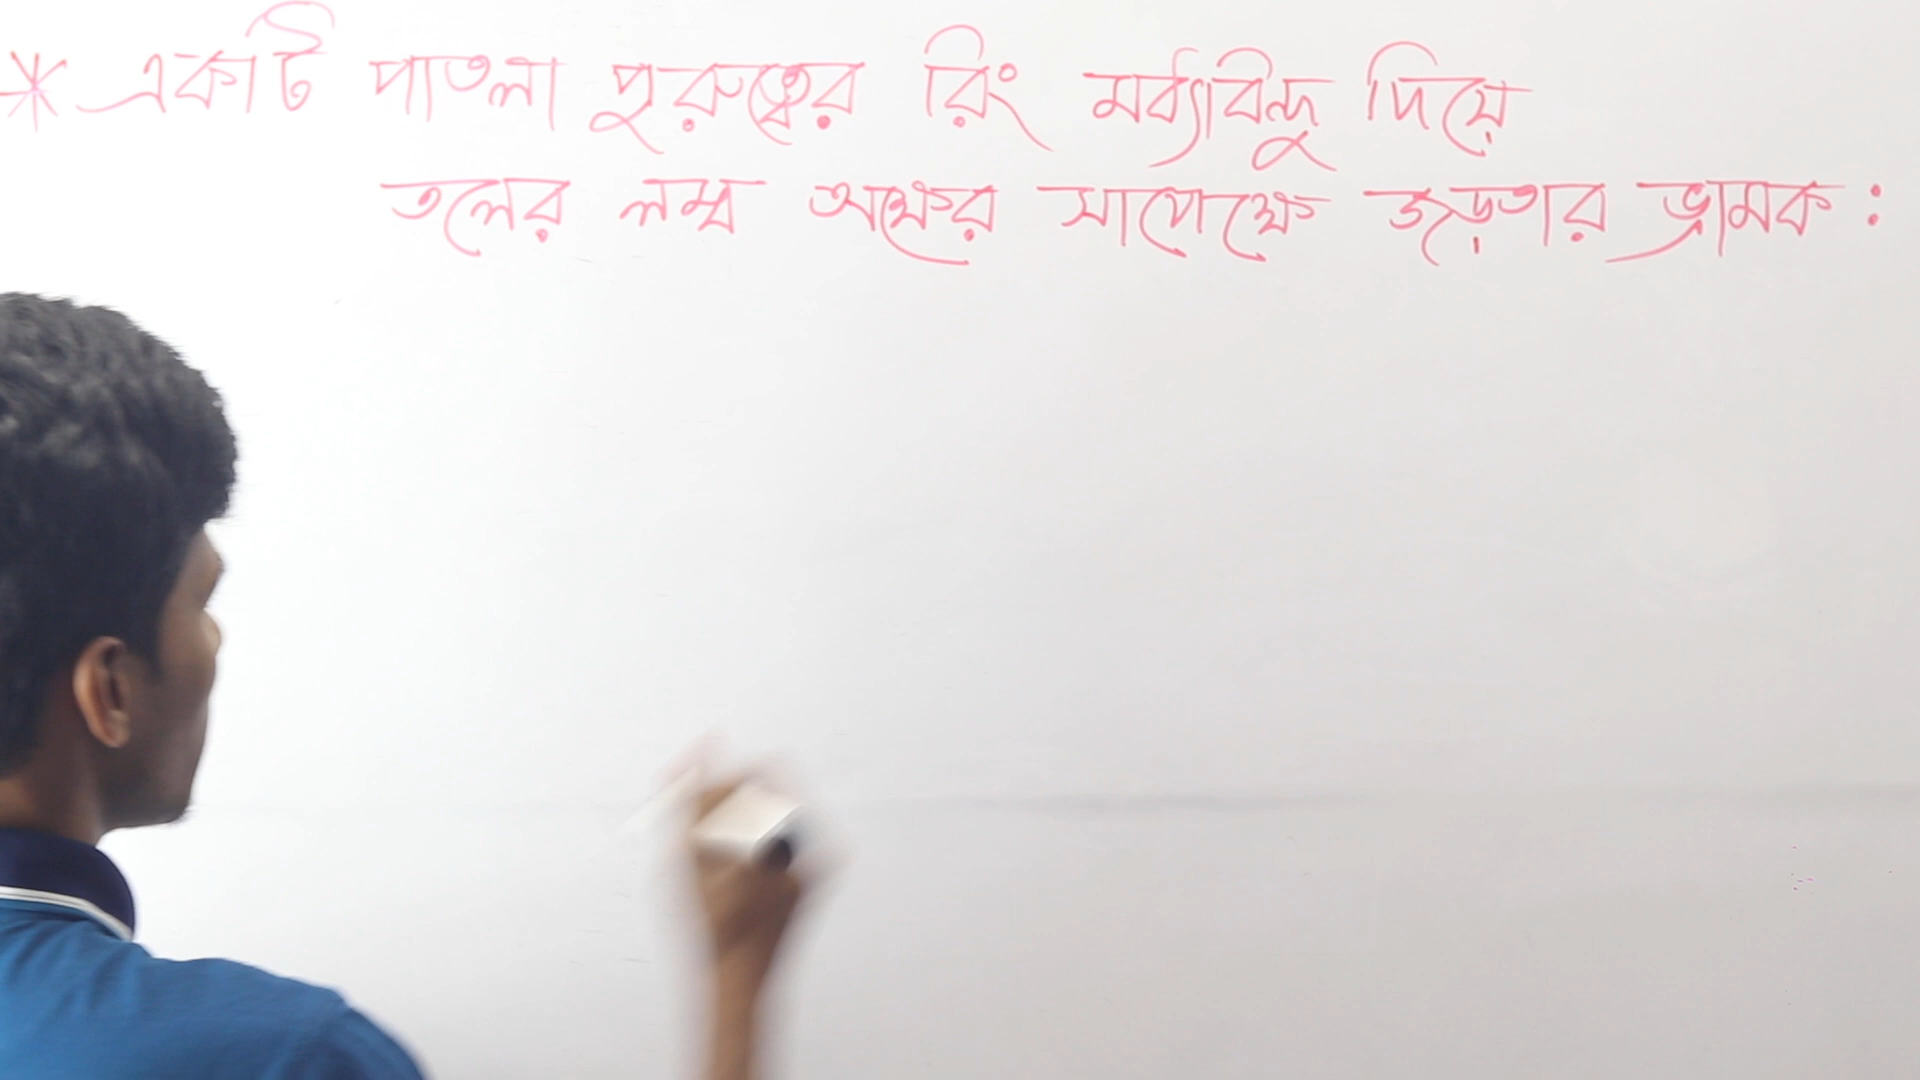 * একটি পাতলা পুরুত্বের রিং মধ্যবিন্দু দিয়ে
তলের লম্ব অক্ষের সাপেক্ষে জড়তার ভ্রামক :